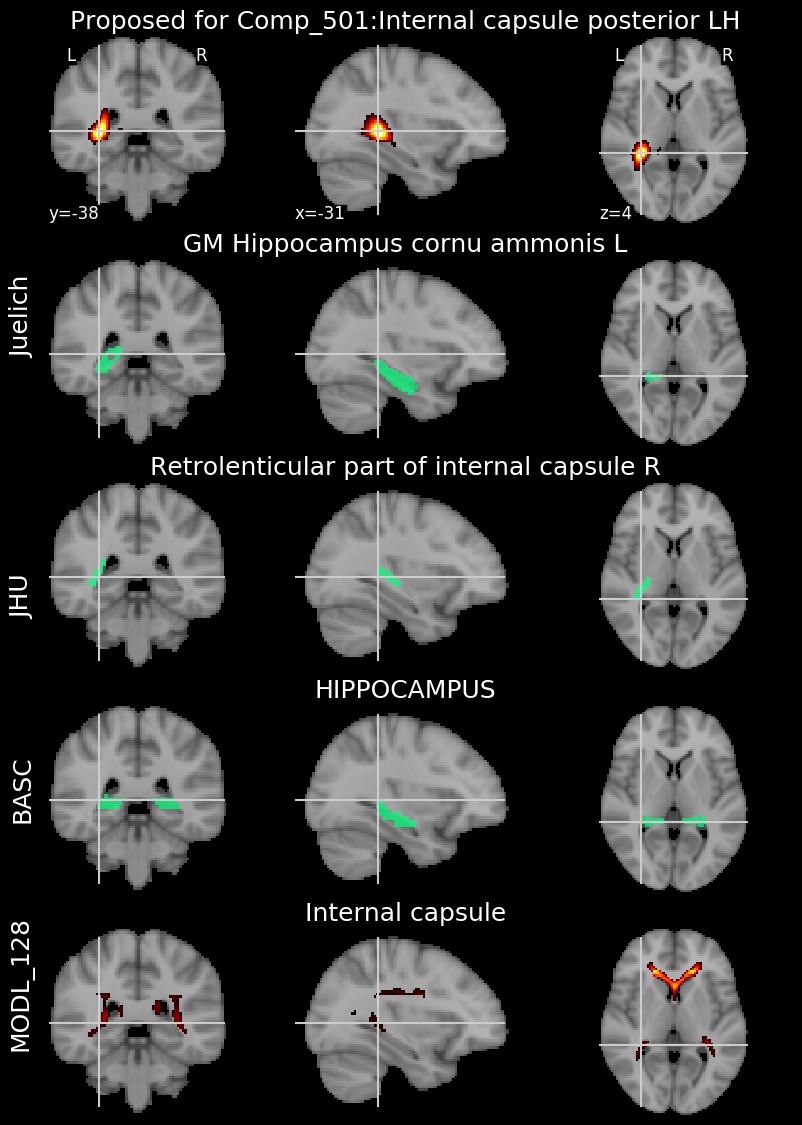 Proposed for Comp_501:Internal capsule posterior LH
L R L R
y=-38 x=-31 z=4
GM Hippocampus cornu ammonis L
Juelich
Retrolenticular part of internal capsule R
JHU
HIPPOCAMPUS
BASC
Internal capsule
MODL_128